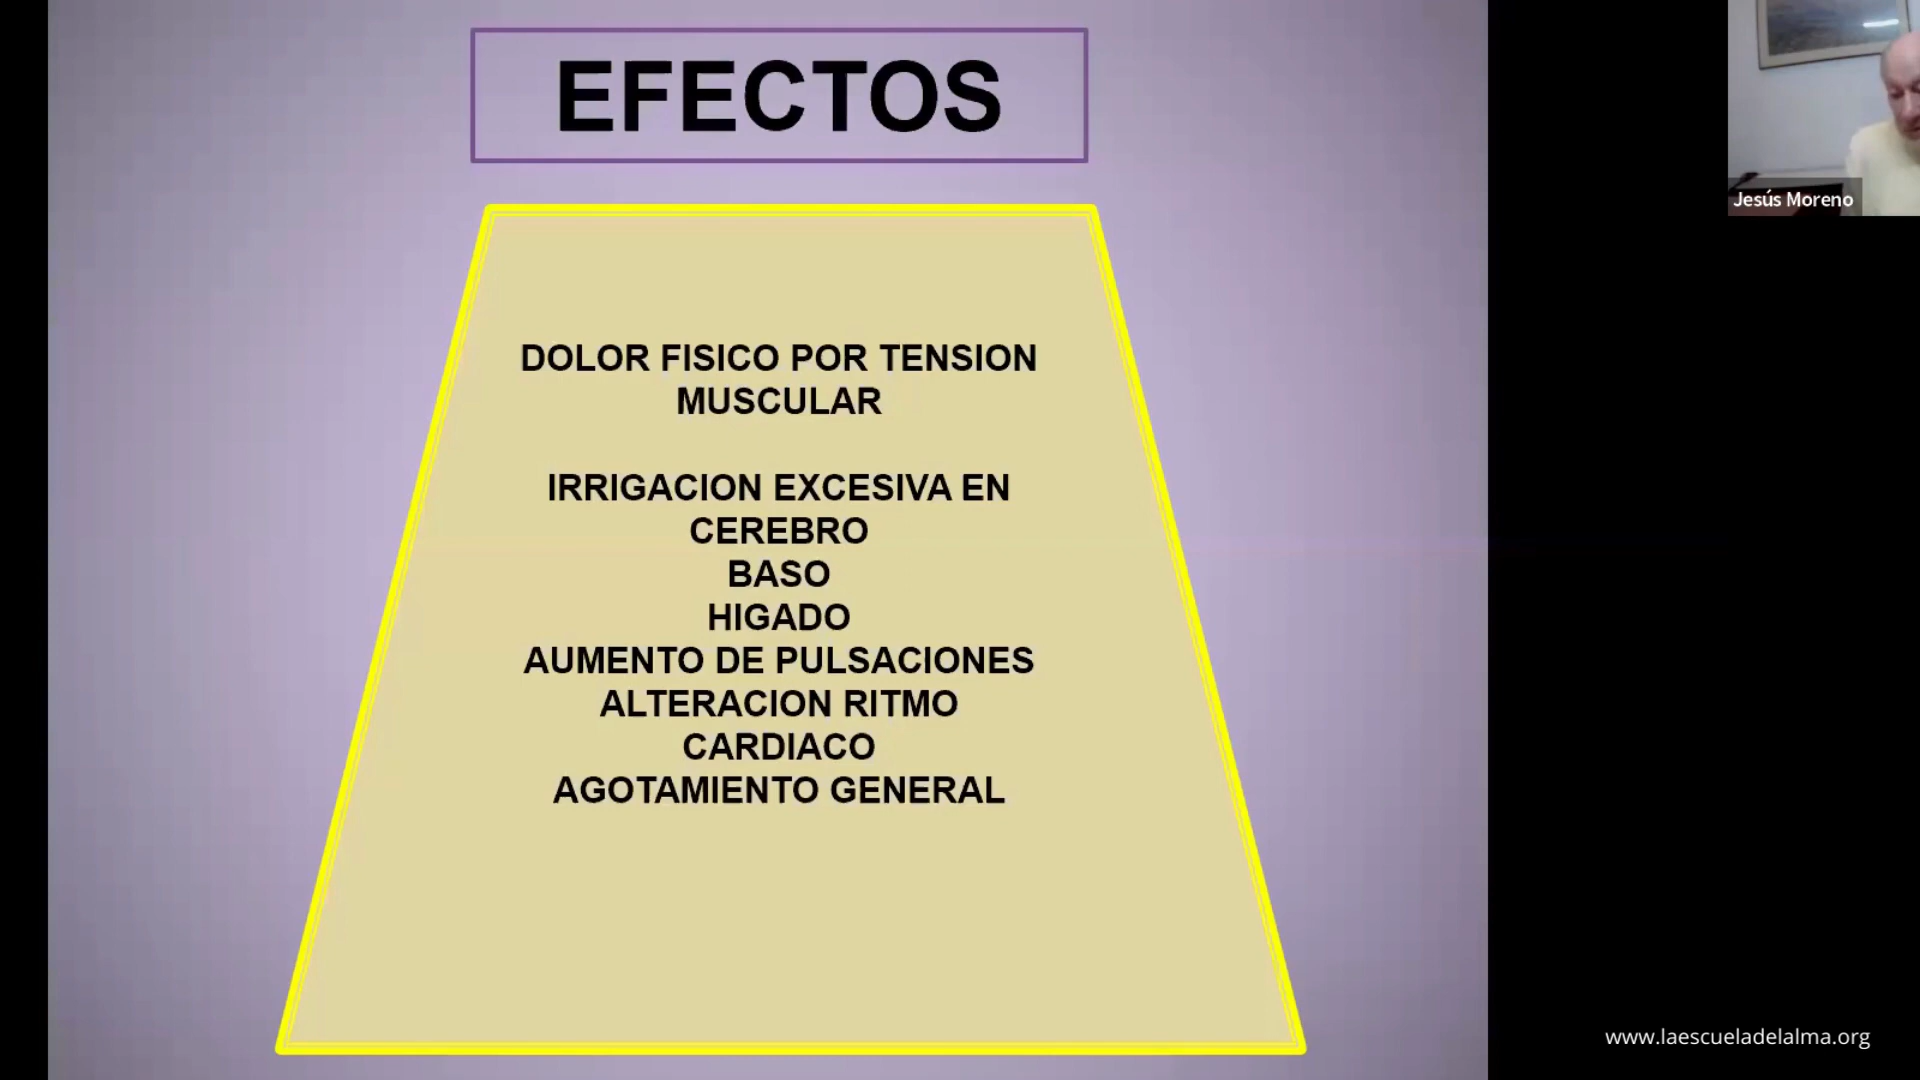 EFECTOS
DOLOR FISICO POR TENSION
MUSCULAR
IRRIGACION EXCESIVA EN
CEREBRO
BASO
HIGADO
AUMENTO DE PULSACIONES
ALTERACION RITMO
CARDIACO
AGOTAMIENTO GENERAL
Jesús Moreno
www.laescueladelalma.org